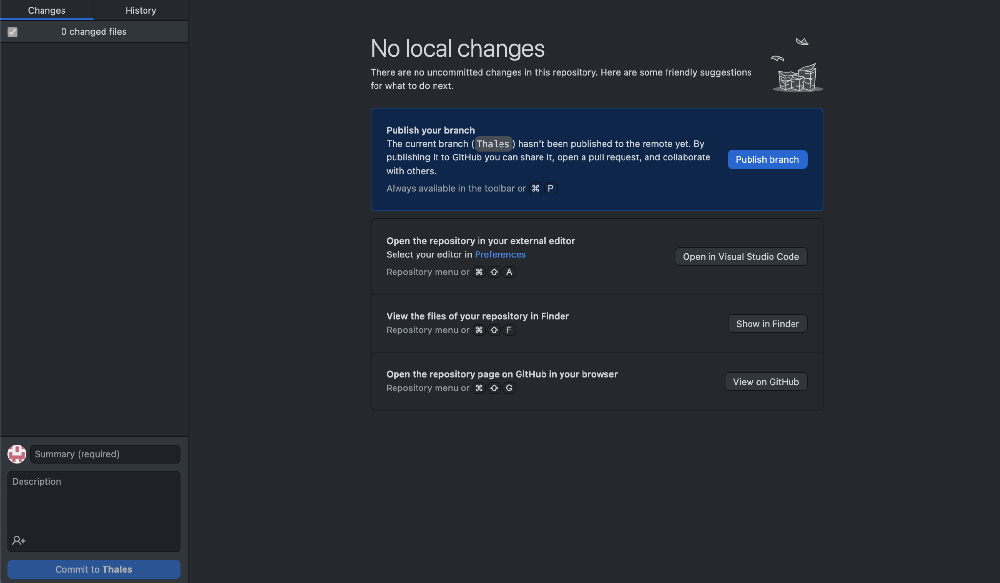 Changes
History
0 changed files
No local changes
There are no uncommitted changes in this repository. Here are some friendly suggestions
for what to do next.
Publish your branch
The current branch (Thales) hasn't been published to the remote yet. By
publishing it to GitHub you can share it, open a pull request, and collaborate
with others.
Always available in the toolbar or ⌘ P
Publish branch
Open the repository in your external editor
Select your editor in Preferences
Repository menu or ⌘ ⇧ A
Open in Visual Studio Code
View the files of your repository in Finder
Repository menu or ⌘ ⇧ F
Show in Finder
Open the repository page on GitHub in your browser
Repository menu or ⌘ ⇧ G
View on GitHub
Summary (required)
Description
Commit to Thales